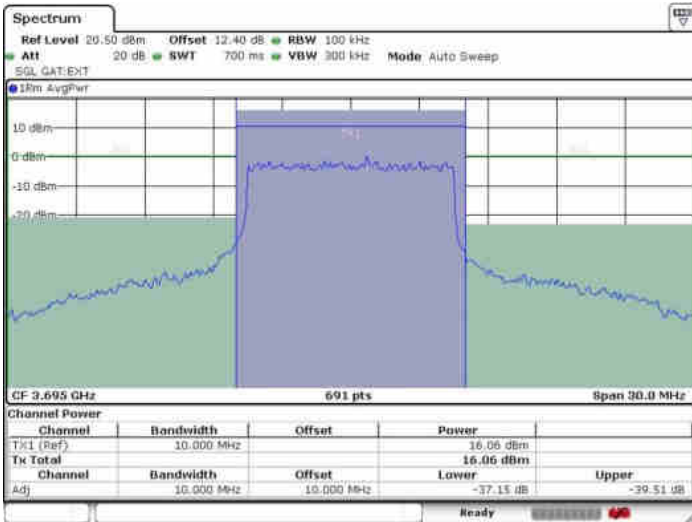 Spectrum
Ref Level 20.50 dBm Offset 12.40 dB RBW 100 kHz
Att 20 dB SWT 700 ms VBW 300 kHz Mode Auto Sweep
SGL GAT:EXT
1Rm AvgPwr
10 dBm
0 dBm
-10 dBm
-20 dBm
CF 3.695 GHz 691 pts Span 30.0 MHz
Channel Power
Channel Bandwidth Offset Power
TX1 (Ref) 10.000 MHz 16.06 dBm
Tx Total 16.06 dBm
Channel Bandwidth Offset Lower Upper
Adj 10.000 MHz 10.000 MHz -37.15 dB -39.51 dB
Ready